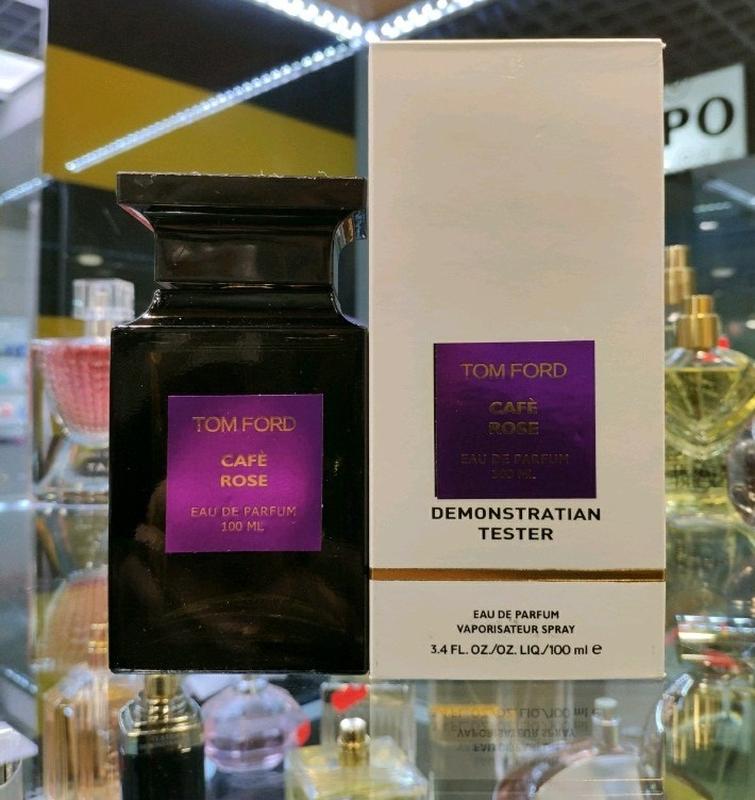 PO
TOM FORD
CAFÈ
ROSE
EAU DE PARFUM
100 ML
TOM FORD
CAFÈ
ROSE
EAU DE PARFUM
100 ML
DEMONSTRATIAN
TESTER
EAU DE PARFUM
VAPORISATEUR SPRAY
3.4 FL. OZ./OZ. LIQ./100 ml e